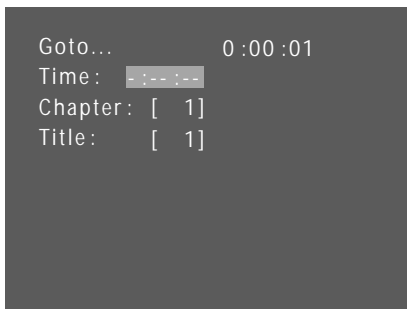 Goto... 0:00:01
Time: -:--:--
Chapter: [ 1]
Title: [ 1]